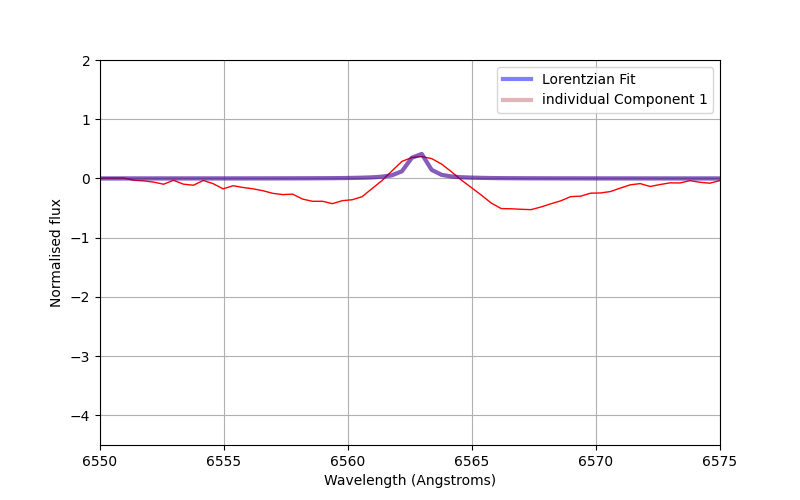 2
1
0
−1
−2
−3
−4
Normalised flux
Lorentzian Fit
individual Component 1
6550 6555 6560 6565 6570 6575
Wavelength (Angstroms)